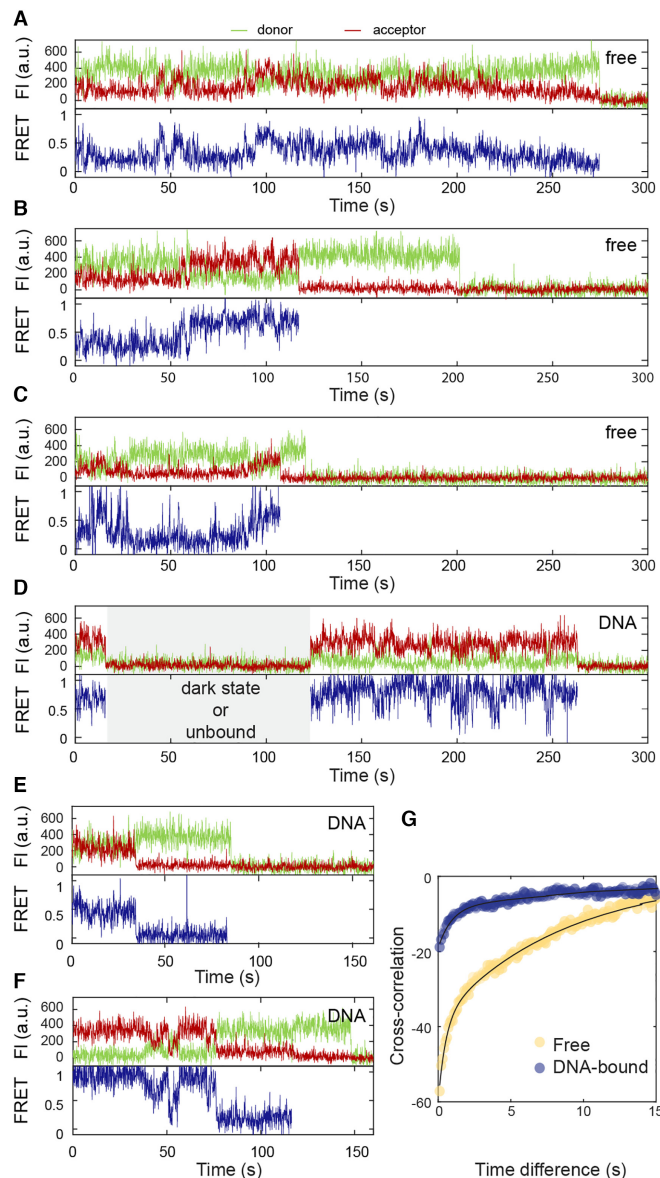 A
donor acceptor
FI (a.u.)
600
400
200
0
free
FRET
1
0.5
0
0 50 100 150 200 250 300
Time (s)
B
FI (a.u.)
600
400
200
0
free
FRET
1
0.5
0
0 50 100 150 200 250 300
Time (s)
C
FI (a.u.)
600
400
200
0
free
FRET
1
0.5
0
0 50 100 150 200 250 300
Time (s)
D
FI (a.u.)
600
400
200
0
DNA
FRET
1
0.5
0
dark state
or
unbound
0 50 100 150 200 250 300
Time (s)
E
FI (a.u.)
600
400
200
0
DNA
FRET
1
0.5
0
0 50 100 150
Time (s)
F
FI (a.u.)
600
400
200
0
DNA
FRET
1
0.5
0
0 50 100 150
Time (s)
G
Cross-correlation
0
-20
-40
-60
Free
DNA-bound
0 5 10 15
Time difference (s)